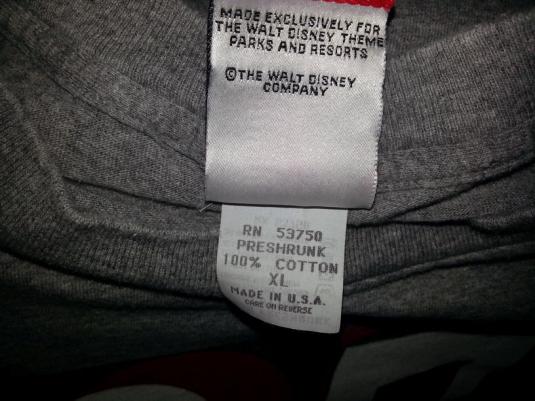 MADE EXCLUSIVELY FOR
THE WALT DISNEY THEME
PARKS AND RESORTS
©THE WALT DISNEY
COMPANY
RN 53750
PRESHRUNK
100% COTTON
XL
MADE IN U.S.A.
CARE ON REVERSE